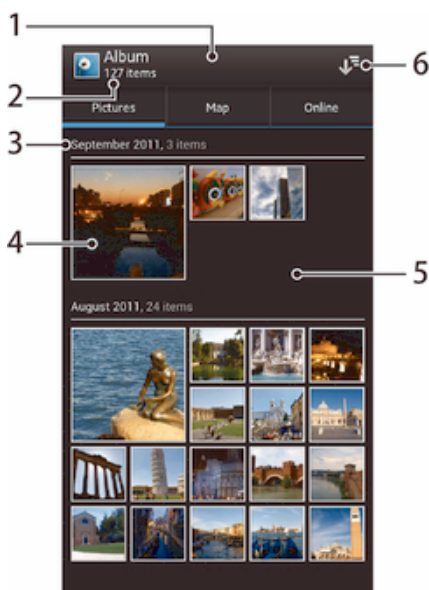 1
Album
127 items
6
2
Pictures Map Online
3
September 2011, 3 items
4
5
August 2011, 24 items